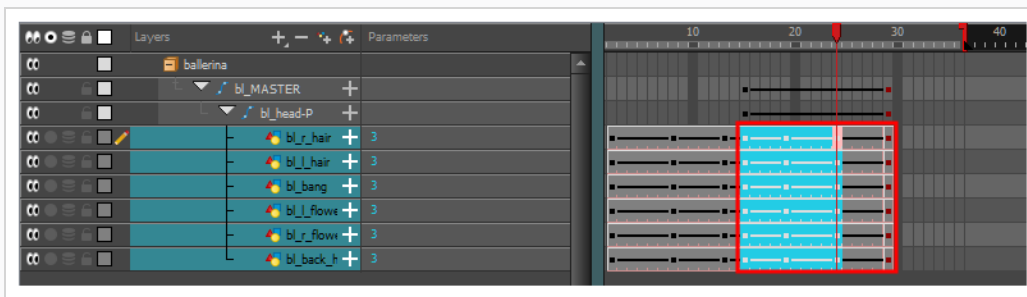 Layers Parameters 10 20 30 40
ballerina
bl_MASTER
bl_head-P
bl_r_hair 3
bl_l_hair 3
bl_bang 3
bl_l_flowe 3
bl_r_flowe 3
bl_back_h 3